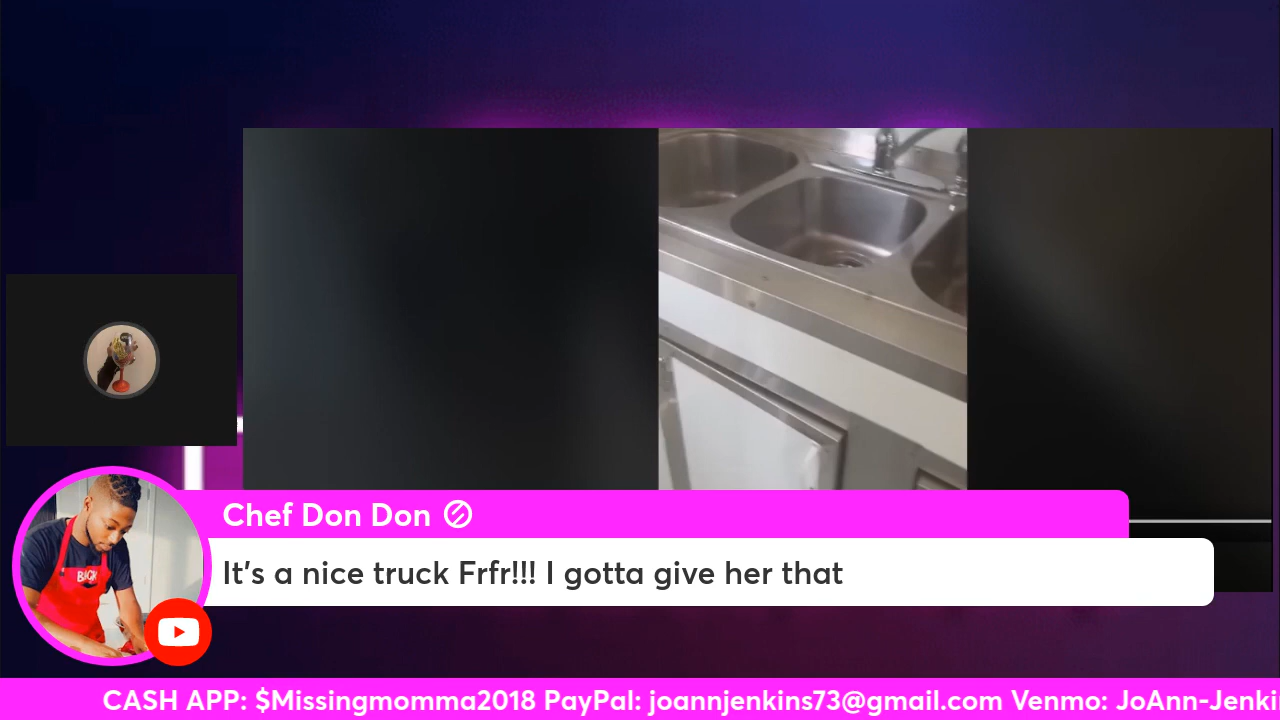 Chef Don Don
It's a nice truck Frfr!!! I gotta give her that
CASH APP: $Missingmomma2018 PayPal: joannjenkins73@gmail.com Venmo: JoAnn-Jenki